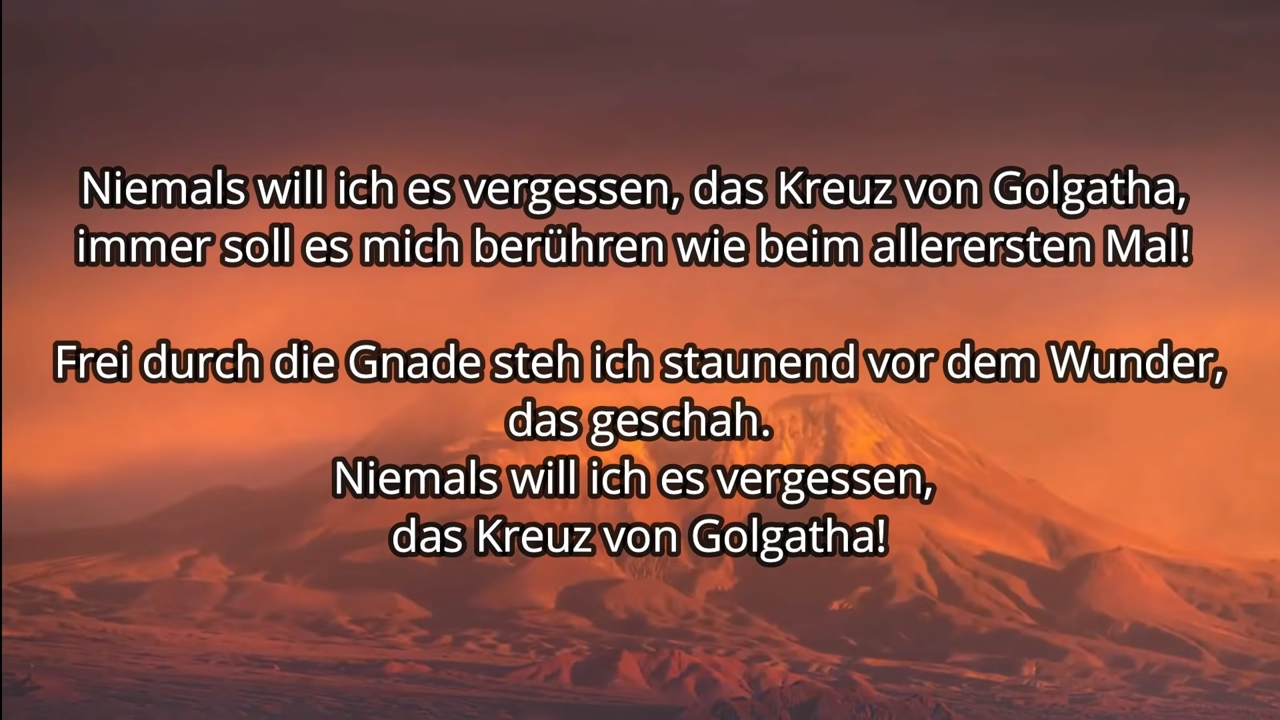 Niemals will ich es vergessen, das Kreuz von Golgatha,
immer soll es mich berühren wie beim allerersten Mal!
Frei durch die Gnade steh ich staunend vor dem Wunder,
das geschah.
Niemals will ich es vergessen,
das Kreuz von Golgatha!